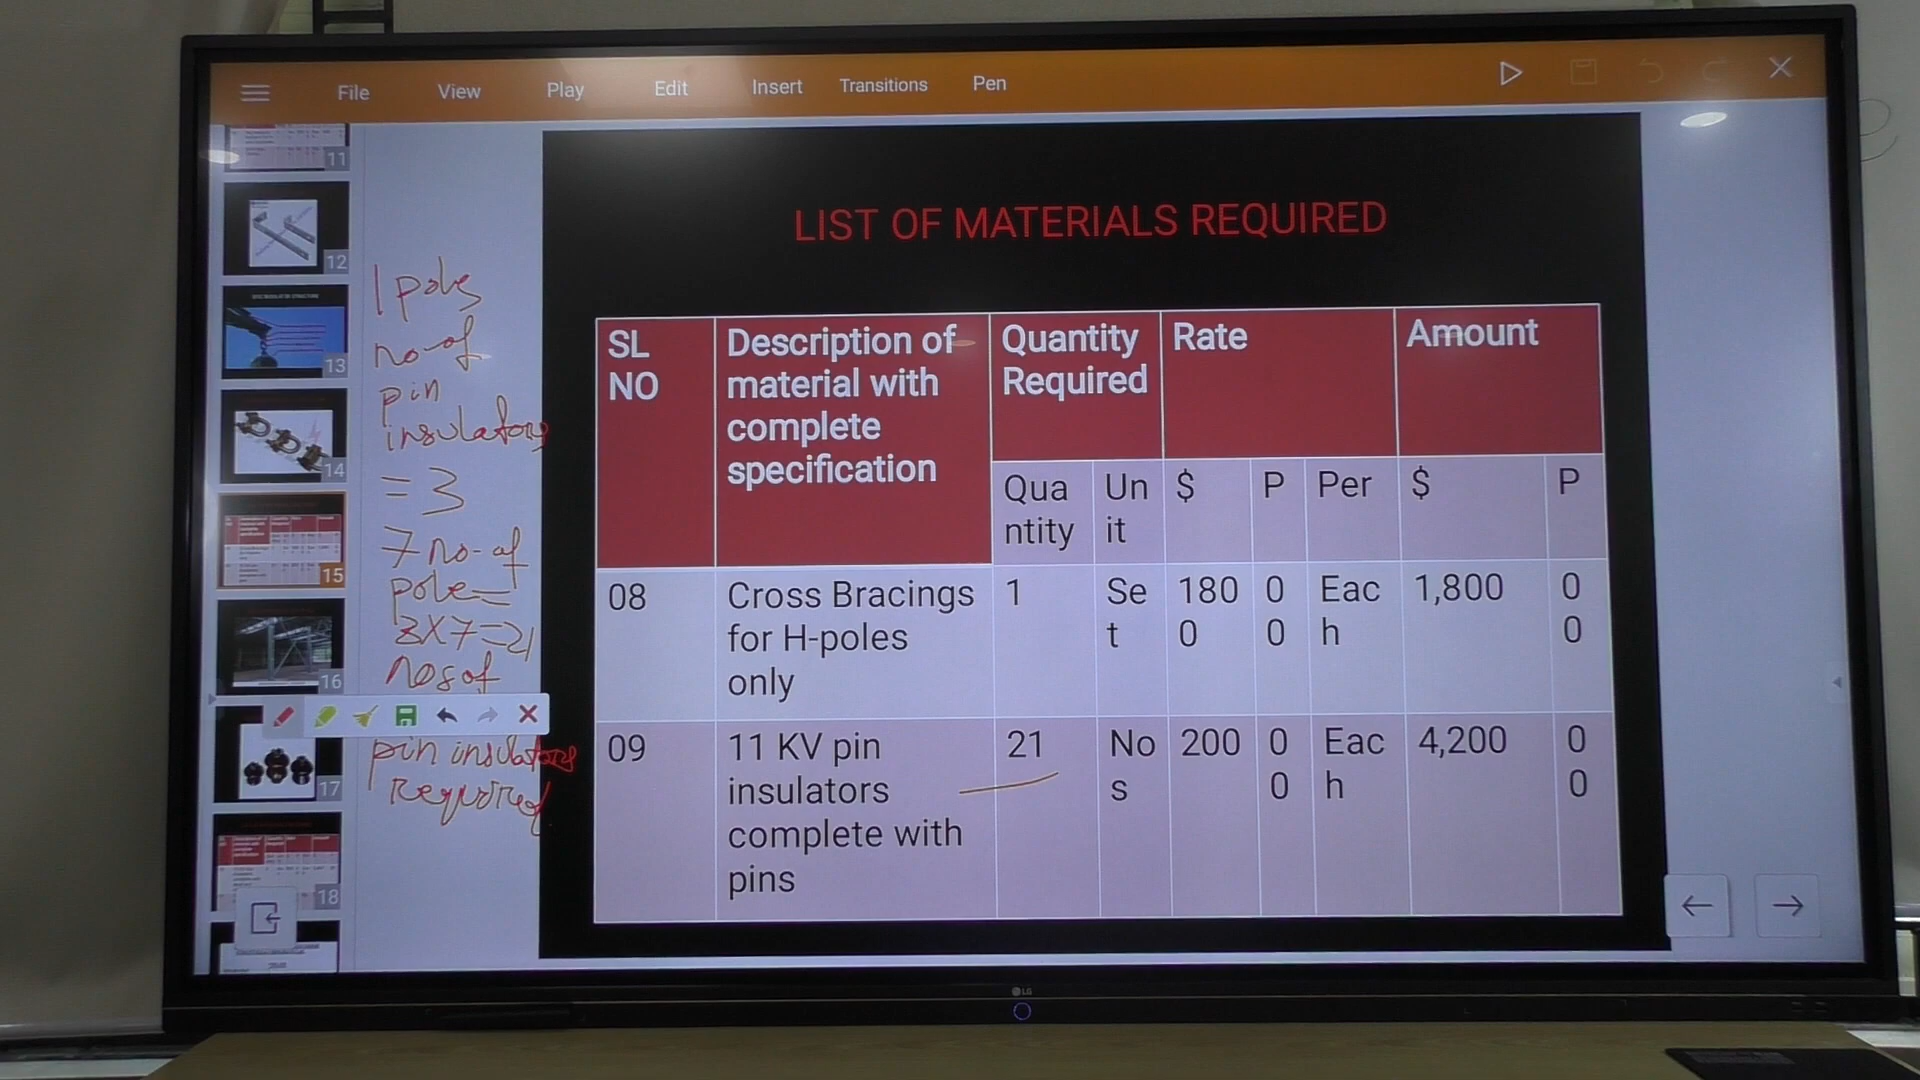 File View Play Edit Insert Transitions Pen
11
12
13
14
15
16
17
18
1 poles
no-of
pin
insulators
= 3
7 no-of
pole=
3X7=21
nos of
pin insulators
Required
LIST OF MATERIALS REQUIRED
SL
NO
Description of
material with
complete
specification
Quantity
Required
Rate
Amount
Qua
ntity
Un
it
$
P
Per
$
P
08
Cross Bracings
for H-poles
only
1
Se
t
180
0
0
0
Eac
h
1,800
0
0
09
11 KV pin
insulators
complete with
pins
21
No
s
200
0
0
Eac
h
4,200
0
0
LG